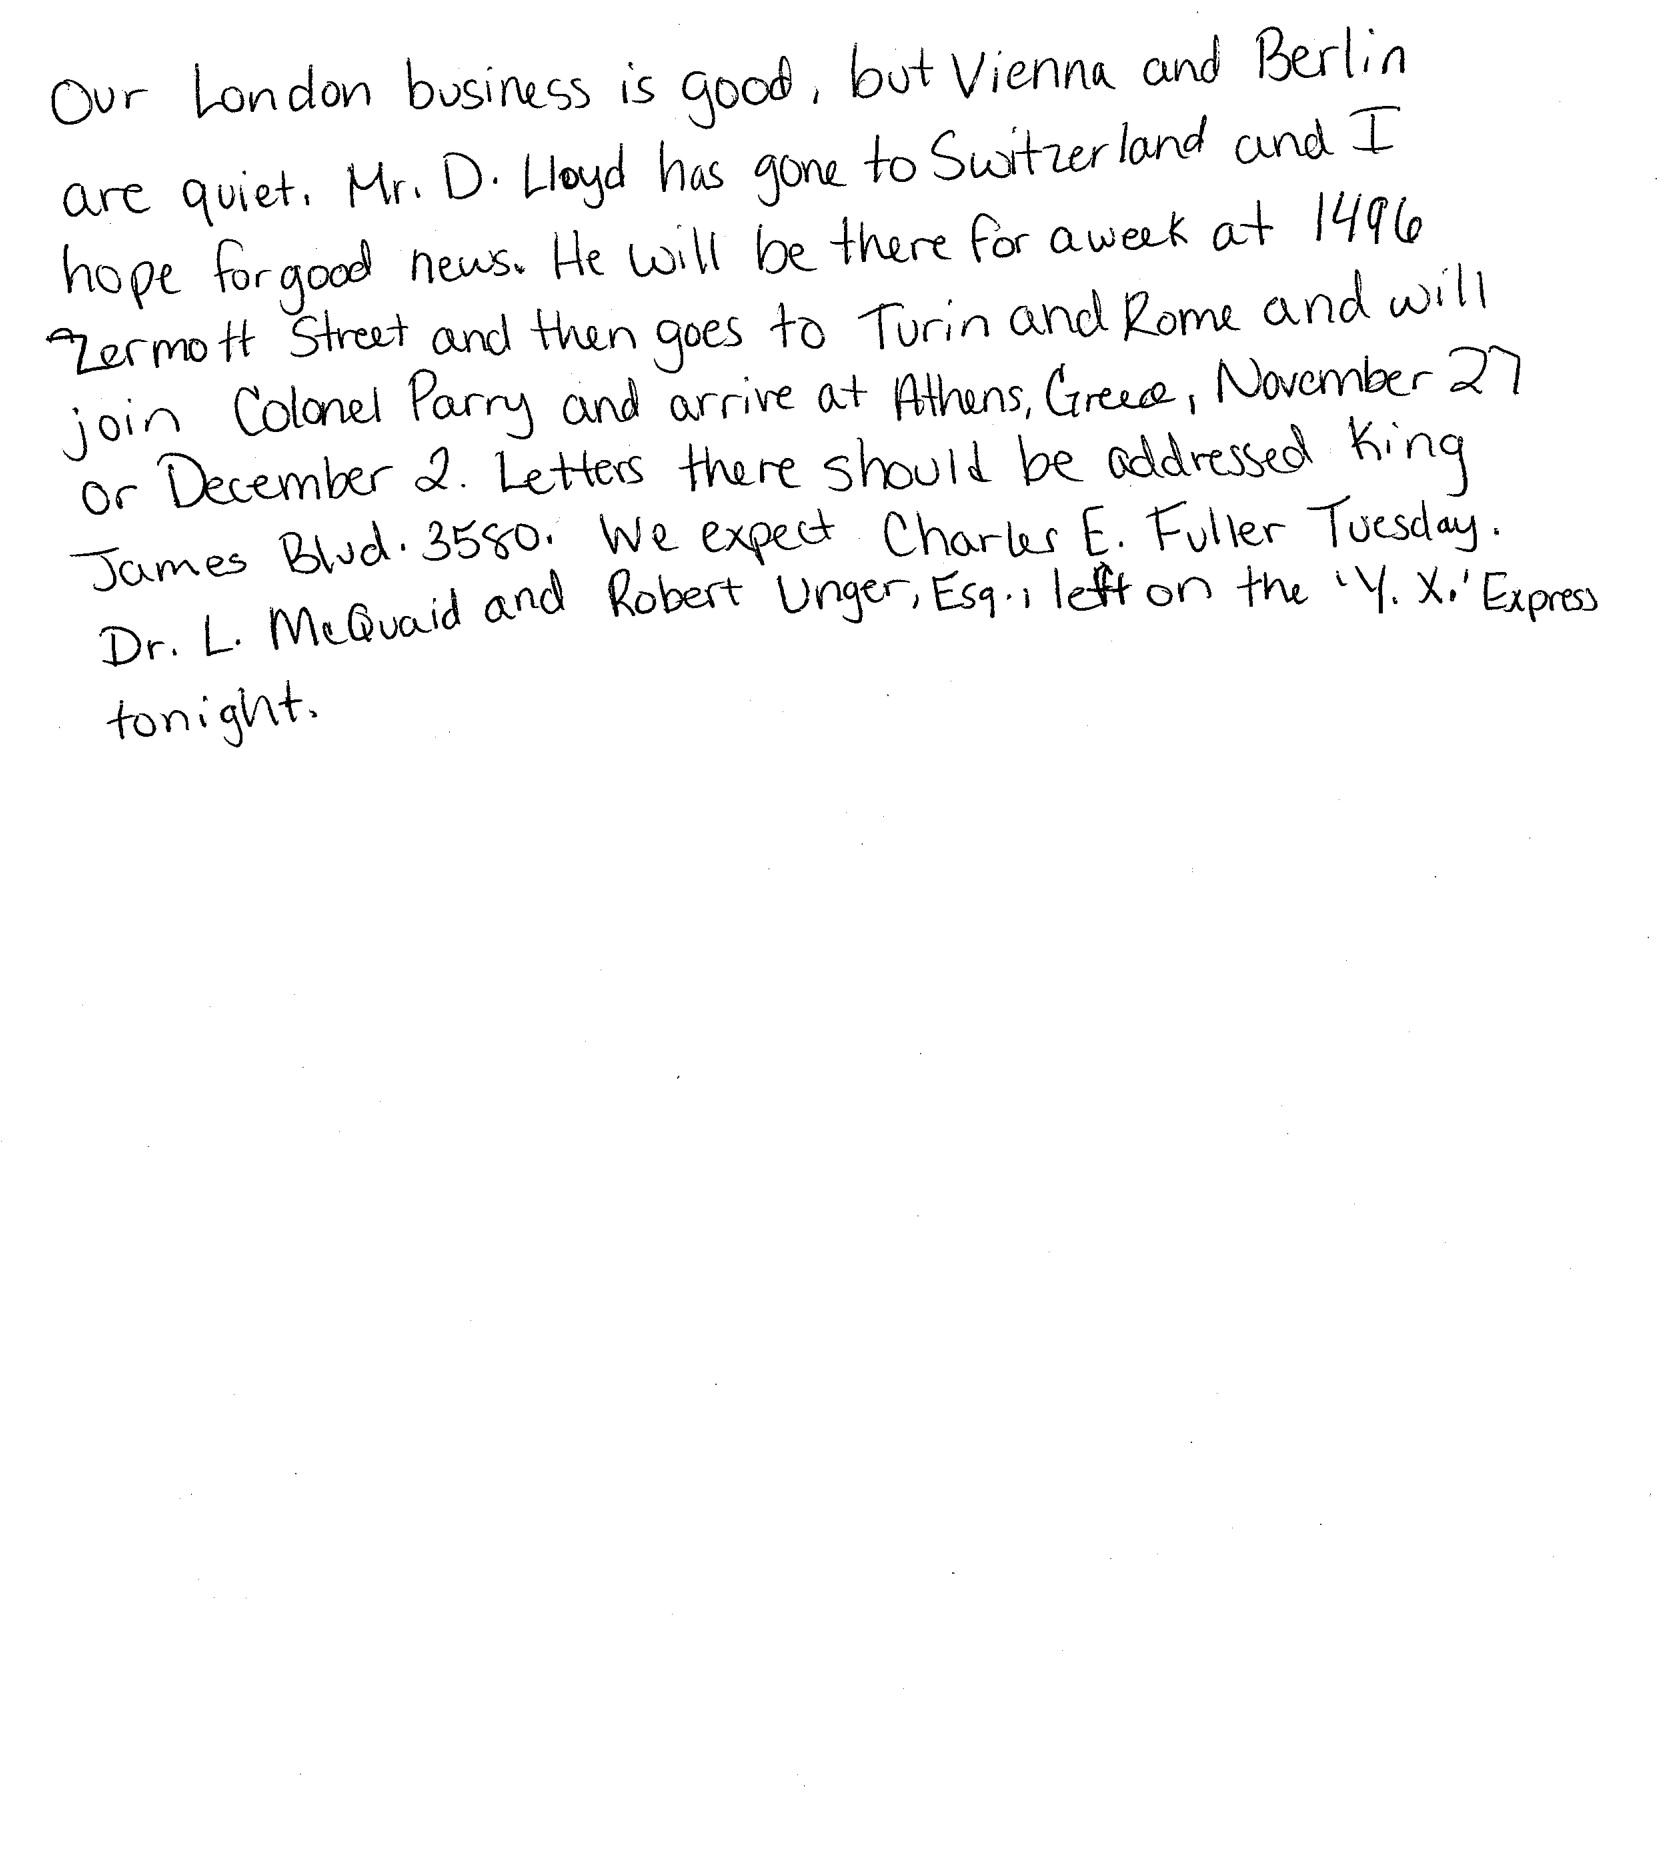 Our London business is good, but Vienna and Berlin
are quiet. Mr. D. Lloyd has gone to Switzerland and I
hope for good news. He will be there for a week at 1496
Zermott Street and then goes to Turin and Rome and will
join Colonel Parry and arrive at Athens, Greece, November 27
or December 2. Letters there should be addressed King
James Blvd. 3580. We expect Charles E. Fuller Tuesday.
Dr. L. McQuaid and Robert Unger, Esq., left on the 'Y. X.' Express
tonight.